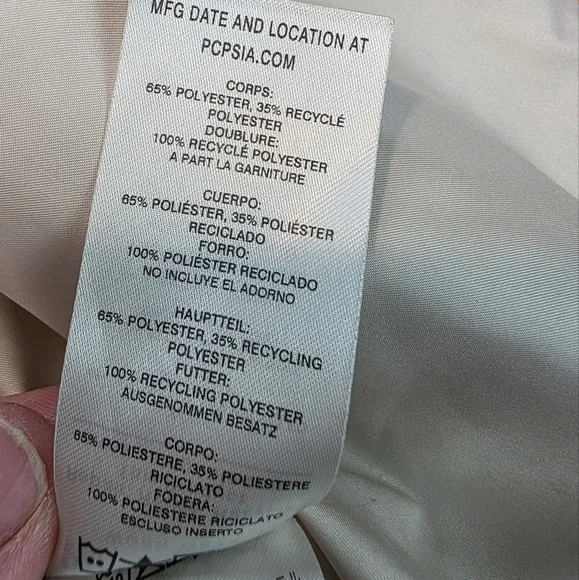 MFG DATE AND LOCATION AT
PCPSIA.COM
CORPS:
65% POLYESTER, 35% RECYCLÉ
POLYESTER
DOUBLURE:
100% RECYCLÉ POLYESTER
A PART LA GARNITURE
CUERPO:
65% POLIÉSTER, 35% POLIÉSTER
RECICLADO
FORRO:
100% POLIÉSTER RECICLADO
NO INCLUYE EL ADORNO
HAUPTTEIL:
65% POLYESTER, 35% RECYCLING
POLYESTER
FUTTER:
100% RECYCLING POLYESTER
AUSGENOMMEN BESATZ
CORPO:
65% POLIESTERE, 35% POLIESTERE
RICICLATO
FODERA:
100% POLIESTERE RICICLATO
ESCLUSO INSERTO